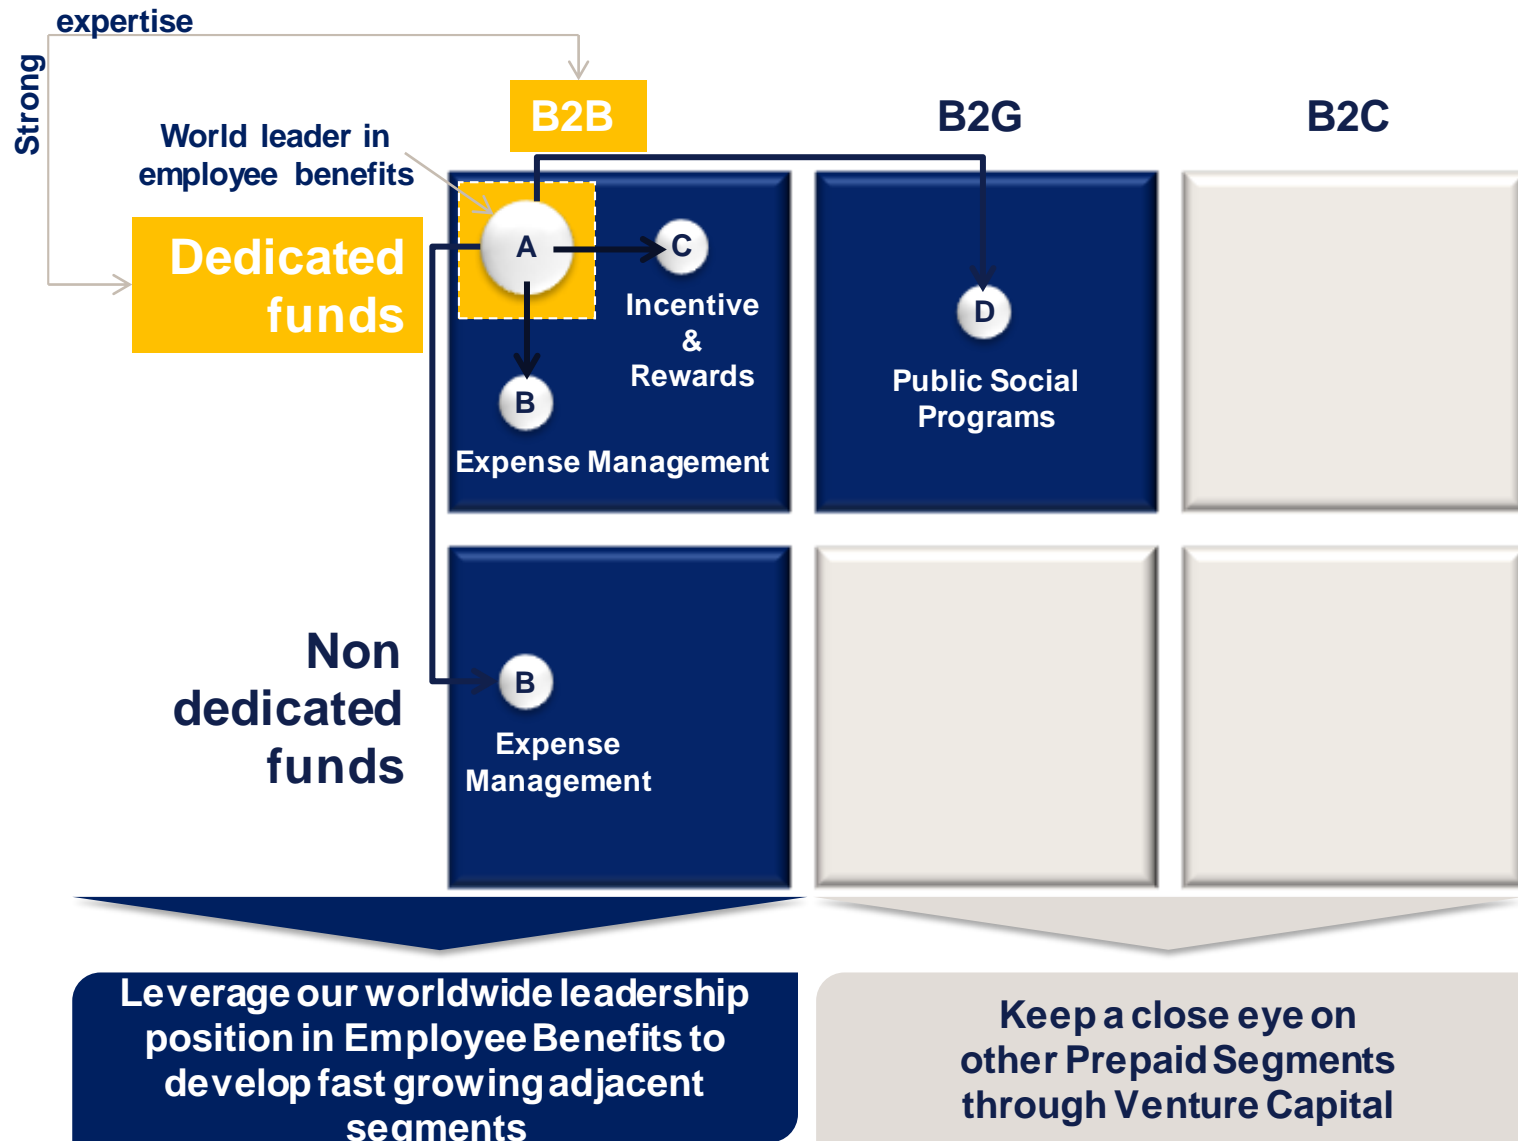 expertise
Strong
B2B
B2G
B2C
World leader in
employee benefits
Dedicated
funds
A
C
Incentive
&
Rewards
B
Expense Management
D
Public Social
Programs
Non
dedicated
funds
B
Expense
Management
Leverage our worldwide leadership
position in Employee Benefits to
develop fast growing adjacent
segments
Keep a close eye on
other Prepaid Segments
through Venture Capital